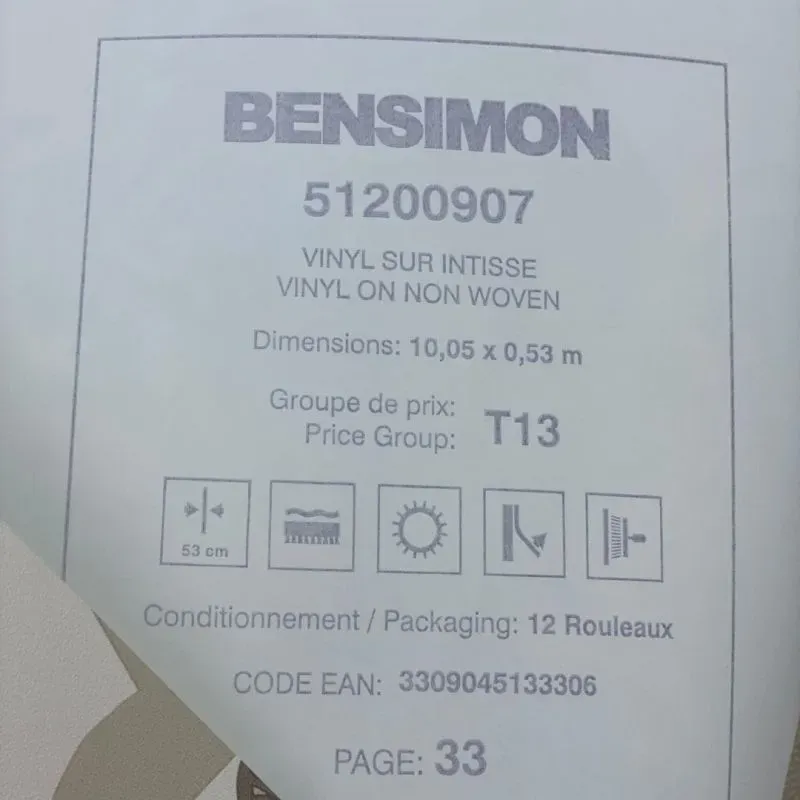 BENSIMON
51200907
VINYL SUR INTISSE
VINYL ON NON WOVEN
Dimensions: 10,05 x 0,53 m
Groupe de prix:
Price Group: T13
53 cm
Conditionnement / Packaging: 12 Rouleaux
CODE EAN: 3309045133306
PAGE: 33